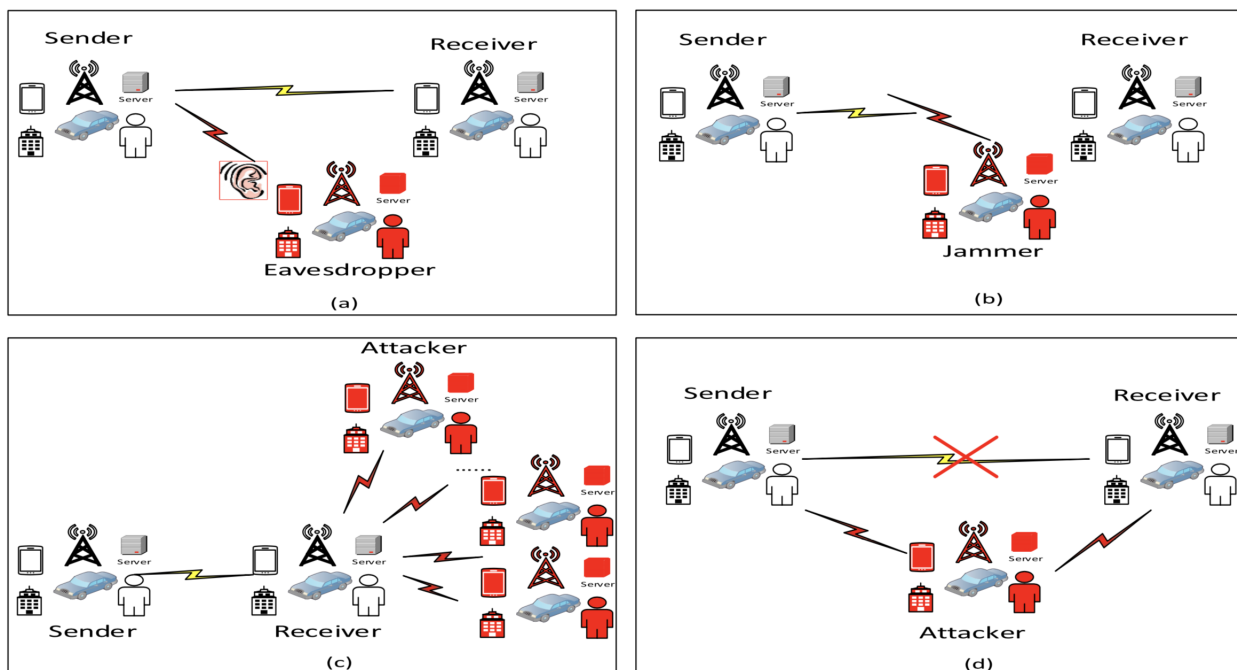 Sender
Receiver
Server
Server
Server
Eavesdropper
(a)
Sender
Receiver
Server
Server
Server
Jammer
(b)
Attacker
Server
......
Server
Server
Server
Server
Sender
Receiver
(c)
Sender
Receiver
Server
Server
Server
Attacker
(d)